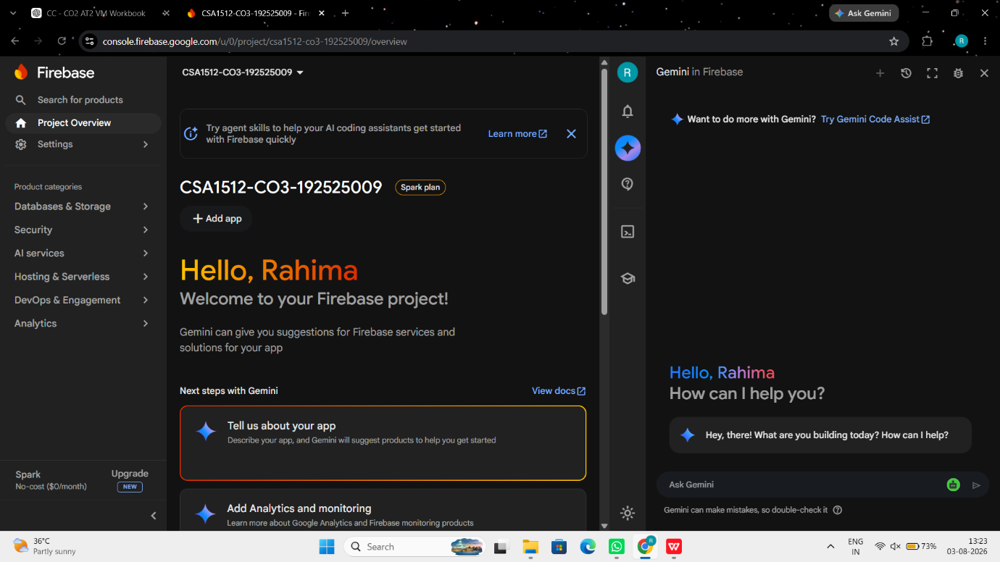 CC - CO2 AT2 VM Workbook
CSA1512-CO3-192525009 - Fire
Ask Gemini
console.firebase.google.com/u/0/project/csa1512-co3-192525009/overview
R
Firebase
Search for products
Project Overview
Settings
Product categories
Databases & Storage
Security
AI services
Hosting & Serverless
DevOps & Engagement
Analytics
Spark
No-cost ($0/month)
Upgrade
NEW
CSA1512-CO3-192525009
Try agent skills to help your AI coding assistants get started
with Firebase quickly
Learn more
CSA1512-CO3-192525009
Spark plan
+ Add app
Hello, Rahima
Welcome to your Firebase project!
Gemini can give you suggestions for Firebase services and
solutions for your app
Next steps with Gemini
View docs
Tell us about your app
Describe your app, and Gemini will suggest products to help you get started
Add Analytics and monitoring
Learn more about Google Analytics and Firebase monitoring products
R
Gemini in Firebase
Want to do more with Gemini? Try Gemini Code Assist
Hello, Rahima
How can I help you?
Hey, there! What are you building today? How can I help?
Ask Gemini
Gemini can make mistakes, so double-check it
36°C
Partly sunny
Search
R
W
ENG
IN
73%
13:23
03-08-2026